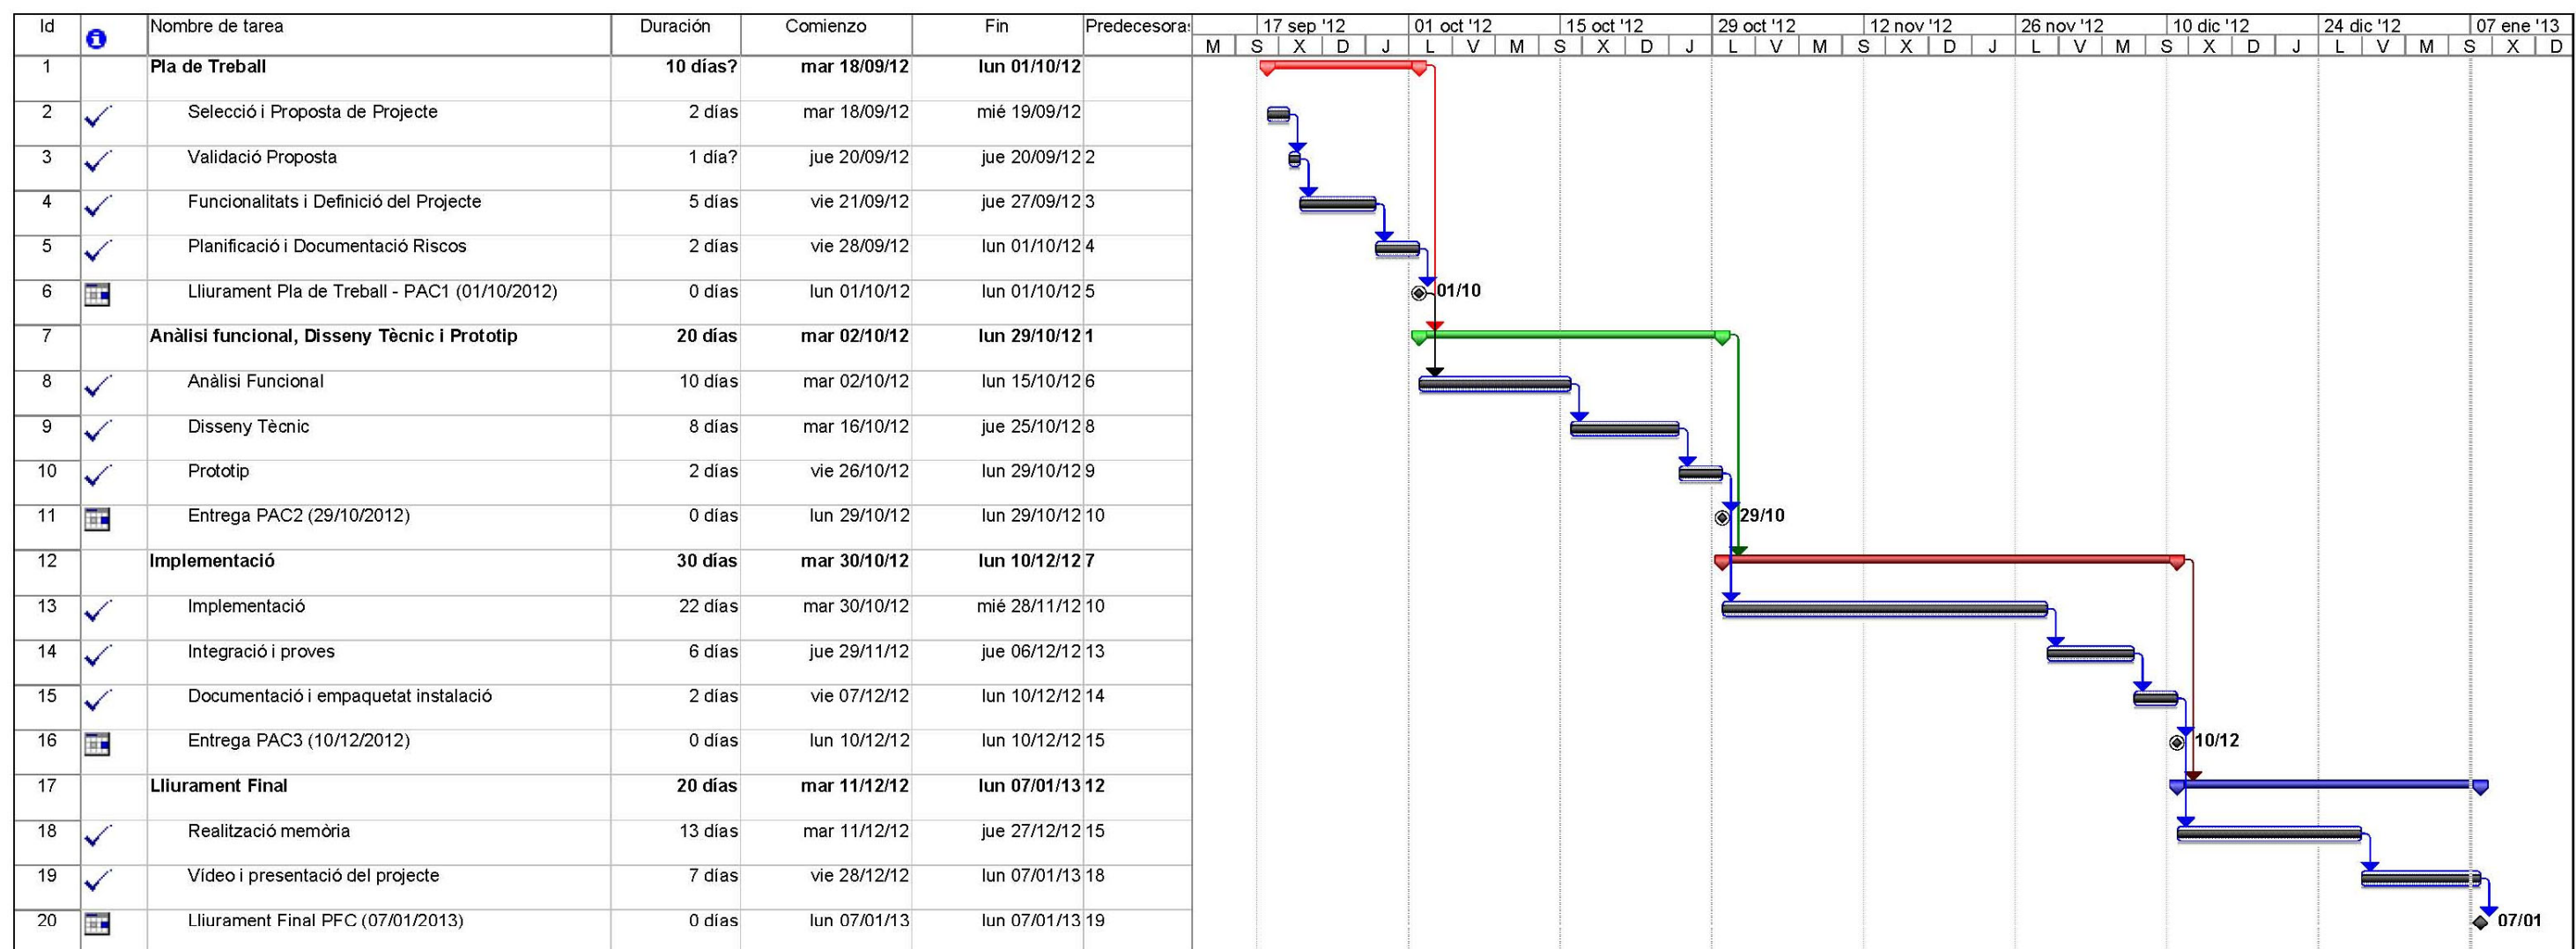 Id Nombre de tarea Duración Comienzo Fin Predecesoras 17 sep '12 01 oct '12 15 oct '12 29 oct '12 12 nov '12 26 nov '12 10 dic '12 24 dic '12 07 ene '13
M S X D J L V M S X D J L V M S X D J L V M S X D J L V M S X D
1 Pla de Treball 10 días? mar 18/09/12 lun 01/10/12
2 Selecció i Proposta de Projecte 2 días mar 18/09/12 mié 19/09/12
3 Validació Proposta 1 día? jue 20/09/12 jue 20/09/12 2
4 Funcionalitats i Definició del Projecte 5 días vie 21/09/12 jue 27/09/12 3
5 Planificació i Documentació Riscos 2 días vie 28/09/12 lun 01/10/12 4
6 Lliurament Pla de Treball - PAC1 (01/10/2012) 0 días lun 01/10/12 lun 01/10/12 5 01/10
7 Anàlisi funcional, Disseny Tècnic i Prototip 20 días mar 02/10/12 lun 29/10/12 1
8 Anàlisi Funcional 10 días mar 02/10/12 lun 15/10/12 6
9 Disseny Tècnic 8 días mar 16/10/12 jue 25/10/12 8
10 Prototip 2 días vie 26/10/12 lun 29/10/12 9
11 Entrega PAC2 (29/10/2012) 0 días lun 29/10/12 lun 29/10/12 10 29/10
12 Implementació 30 días mar 30/10/12 lun 10/12/12 7
13 Implementació 22 días mar 30/10/12 mié 28/11/12 10
14 Integració i proves 6 días jue 29/11/12 jue 06/12/12 13
15 Documentació i empaquetat instalació 2 días vie 07/12/12 lun 10/12/12 14
16 Entrega PAC3 (10/12/2012) 0 días lun 10/12/12 lun 10/12/12 15 10/12
17 Lliurament Final 20 días mar 11/12/12 lun 07/01/13 12
18 Realització memòria 13 días mar 11/12/12 jue 27/12/12 15
19 Vídeo i presentació del projecte 7 días vie 28/12/12 lun 07/01/13 18
20 Lliurament Final PFC (07/01/2013) 0 días lun 07/01/13 lun 07/01/13 19 07/01